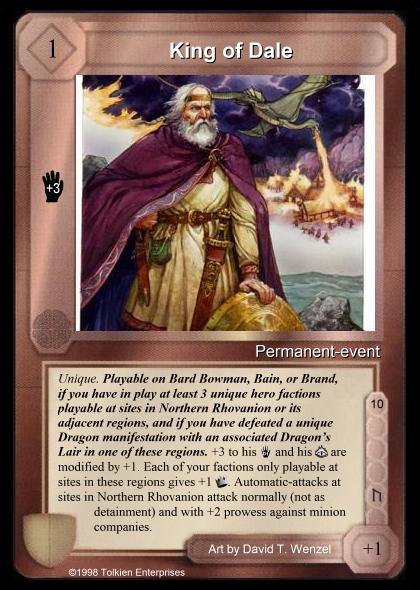 1
King of Dale
+3
Permanent-event
Unique. Playable on Bard Bowman, Bain, or Brand,
if you have in play at least 3 unique hero factions
playable at sites in Northern Rhovanion or its
adjacent regions, and if you have defeated a unique
Dragon manifestation with an associated Dragon's
Lair in one of these regions. +3 to his and his are
modified by +1. Each of your factions only playable at
sites in these regions gives +1 . Automatic-attacks at
sites in Northern Rhovanion attack normally (not as
detainment) and with +2 prowess against minion
companies.
10
Art by David T. Wenzel
+1
©1998 Tolkien Enterprises